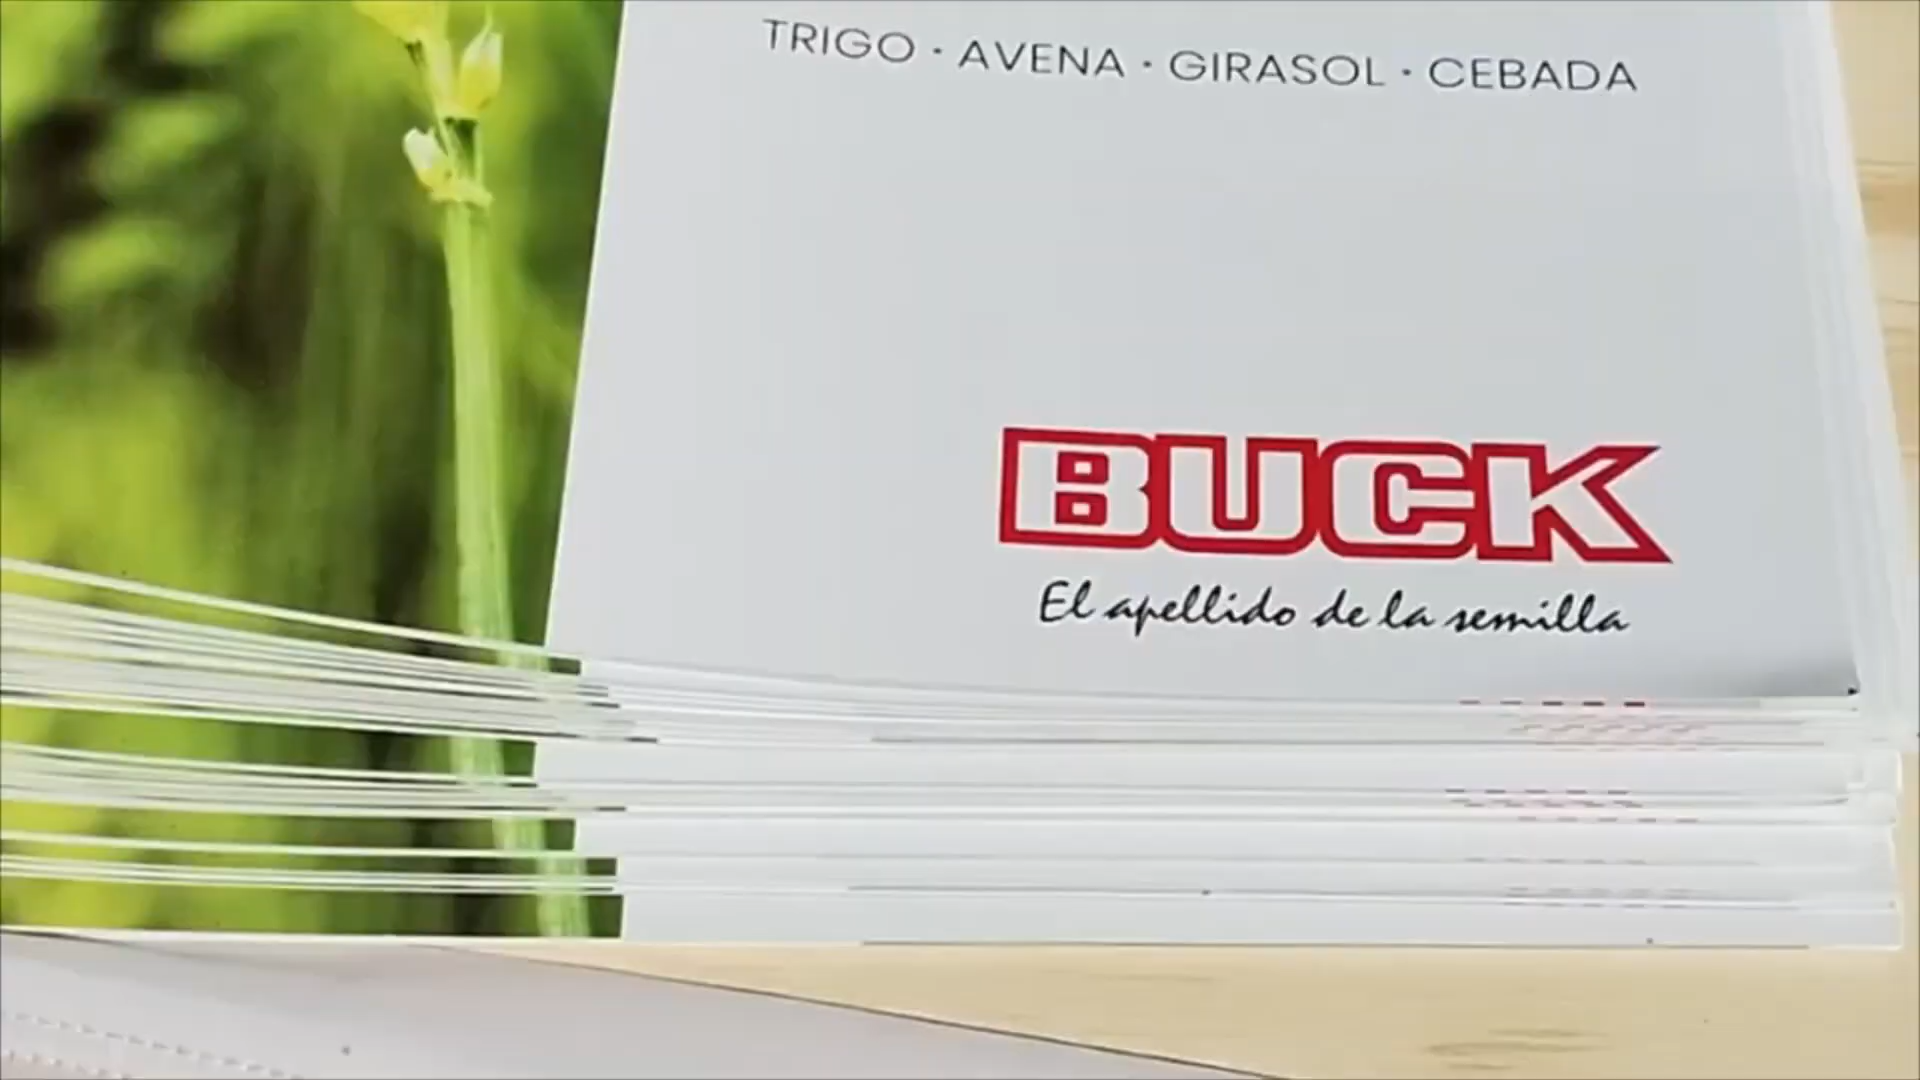 TRIGO · AVENA · GIRASOL · CEBADA
BUCK
El apellido de la semilla